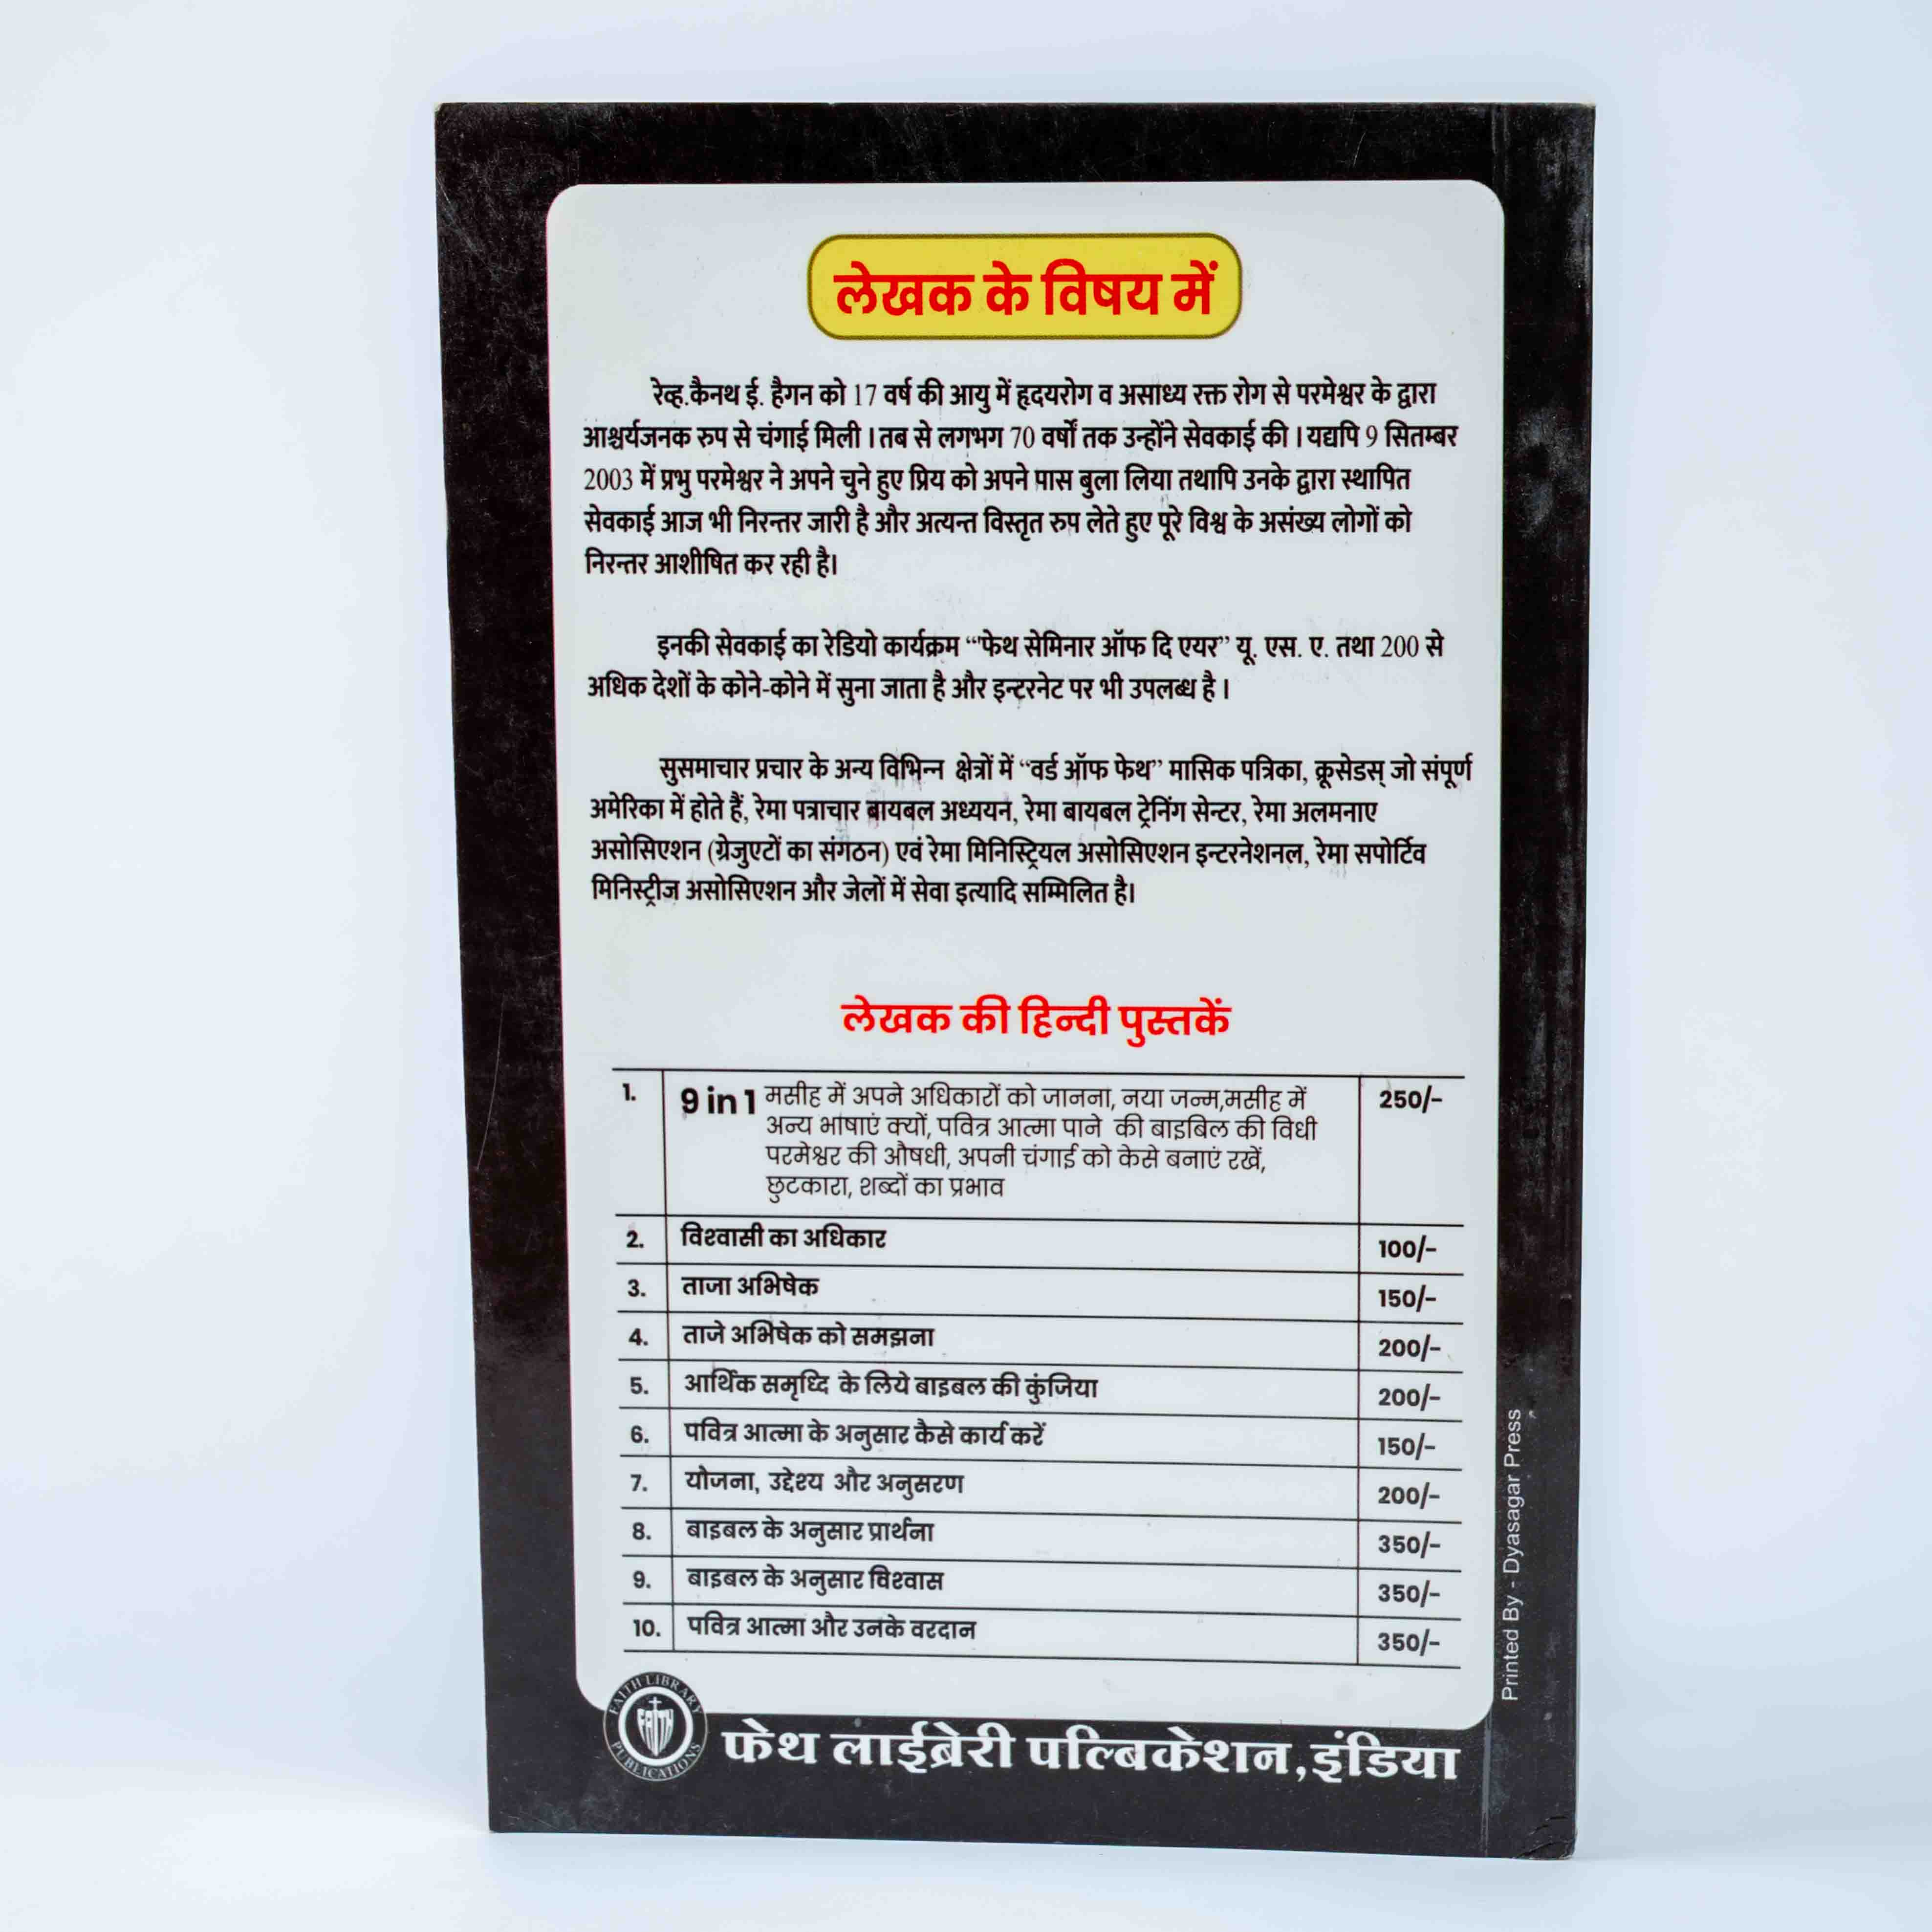 लेखक के विषय में
रेव्ह.कैनथ ई. हैगन को 17 वर्ष की आयु में हृदयरोग व असाध्य रक्त रोग से परमेश्वर के द्वारा
आश्चर्यजनक रुप से चंगाई मिली । तब से लगभग 70 वर्षों तक उन्होंने सेवकाई की । यद्यपि 9 सितम्बर
2003 में प्रभु परमेश्वर ने अपने चुने हुए प्रिय को अपने पास बुला लिया तथापि उनके द्वारा स्थापित
सेवकाई आज भी निरन्तर जारी है और अत्यन्त विस्तृत रुप लेते हुए पूरे विश्व के असंख्य लोगों को
निरन्तर आशीषित कर रही है।
इनकी सेवकाई का रेडियो कार्यक्रम “'फेथ सेमिनार ऑफ दि एयर” यू. एस. ए. तथा 200 से
अधिक देशों के कोने-कोने में सुना जाता है और इन्टरनेट पर भी उपलब्ध है ।
सुसमाचार प्रचार के अन्य विभिन्न क्षेत्रों में “वर्ड ऑफ फेथ” मासिक पत्रिका, क्रूसेडस् जो संपूर्ण
अमेरिका में होते हैं, रेमा पत्राचार बायबल अध्ययन, रेमा बायबल ट्रेनिंग सेन्टर, रेमा अलमनाए
असोसिएशन (ग्रेजुएटों का संगठन) एवं रेमा मिनिस्ट्रियल असोसिएशन इन्टरनेशनल, रेमा सपोर्टिव
मिनिस्ट्रीज असोसिएशन और जेलों में सेवा इत्यादि सम्मिलित है।
लेखक की हिन्दी पुस्तकें
1. 9 in 1 मसीह में अपने अधिकारों को जानना, नया जन्म,मसीह में 250/-
अन्य भाषाएं क्यों, पवित्र आत्मा पाने की बाइबिल की विधी
परमेश्वर की औषधी, अपनी चंगाई को केसे बनाएं रखें,
छुटकारा, शब्दों का प्रभाव
2. विश्वासी का अधिकार 100/-
3. ताजा अभिषेक 150/-
4. ताजे अभिषेक को समझना 200/-
5. आर्थिक समृध्दि के लिये बाइबल की कुंजिया 200/-
6. पवित्र आत्मा के अनुसार कैसे कार्य करें 150/-
7. योजना, उद्देश्य और अनुसरण 200/-
8. बाइबल के अनुसार प्रार्थना 350/-
9. बाइबल के अनुसार विश्वास 350/-
10. पवित्र आत्मा और उनके वरदान 350/-
FAITH LIBRARY
FAITH
PUBLICATIONS
फेथ लाईब्रेरी पल्बिकेशन,इंडिया
Printed By - Dyasagar Press